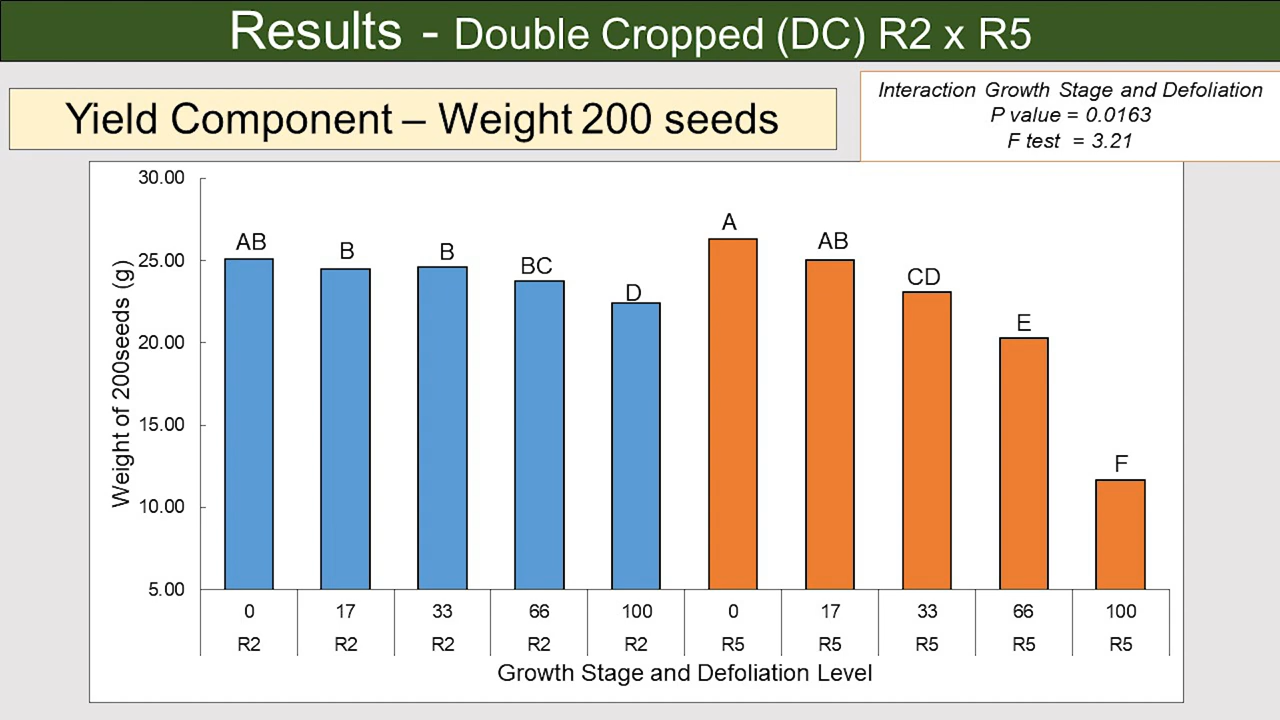 Results - Double Cropped (DC) R2 x R5
Yield Component – Weight 200 seeds
Interaction Growth Stage and Defoliation
P value = 0.0163
F test = 3.21
Weight of 200seeds (g)
30.00
25.00
20.00
15.00
10.00
5.00
AB
B
B
BC
D
A
AB
CD
E
F
0 17 33 66 100 0 17 33 66 100
R2 R2 R2 R2 R2 R5 R5 R5 R5 R5
Growth Stage and Defoliation Level